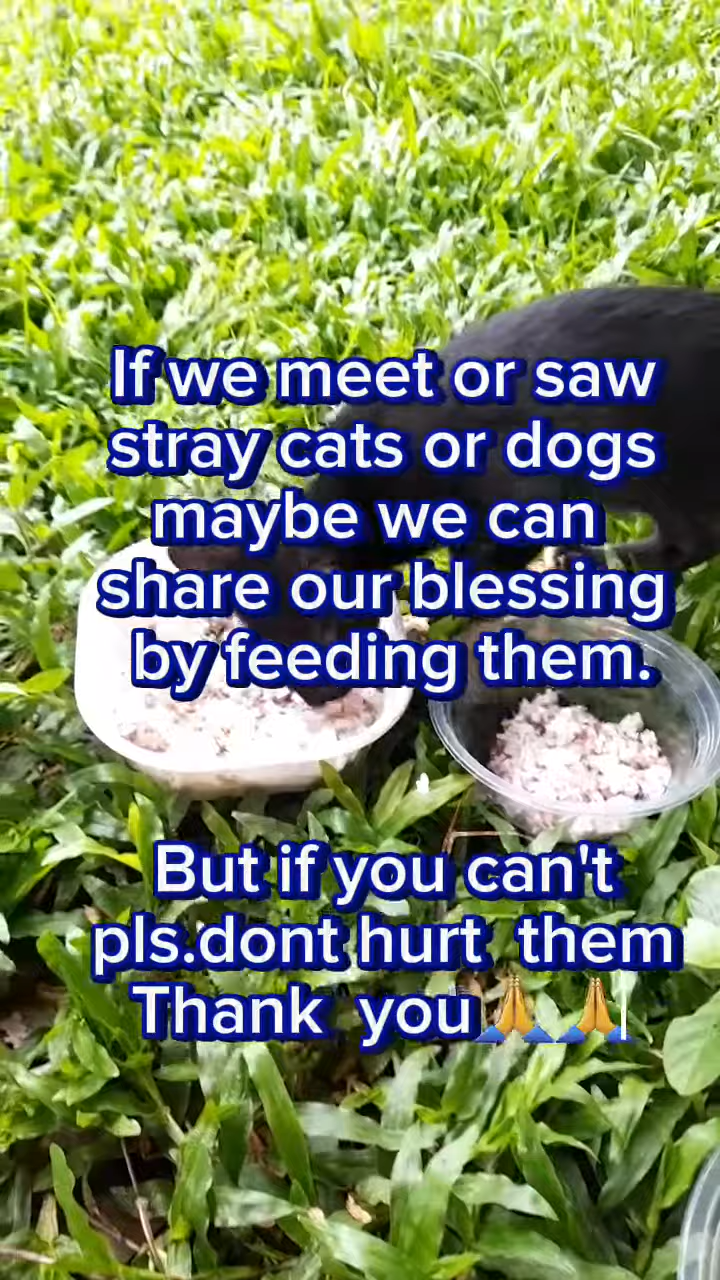 If we meet or saw
stray cats or dogs
maybe we can
share our blessing
by feeding them.
But if you can't
pls.dont hurt  them
Thank  you🙏🙏